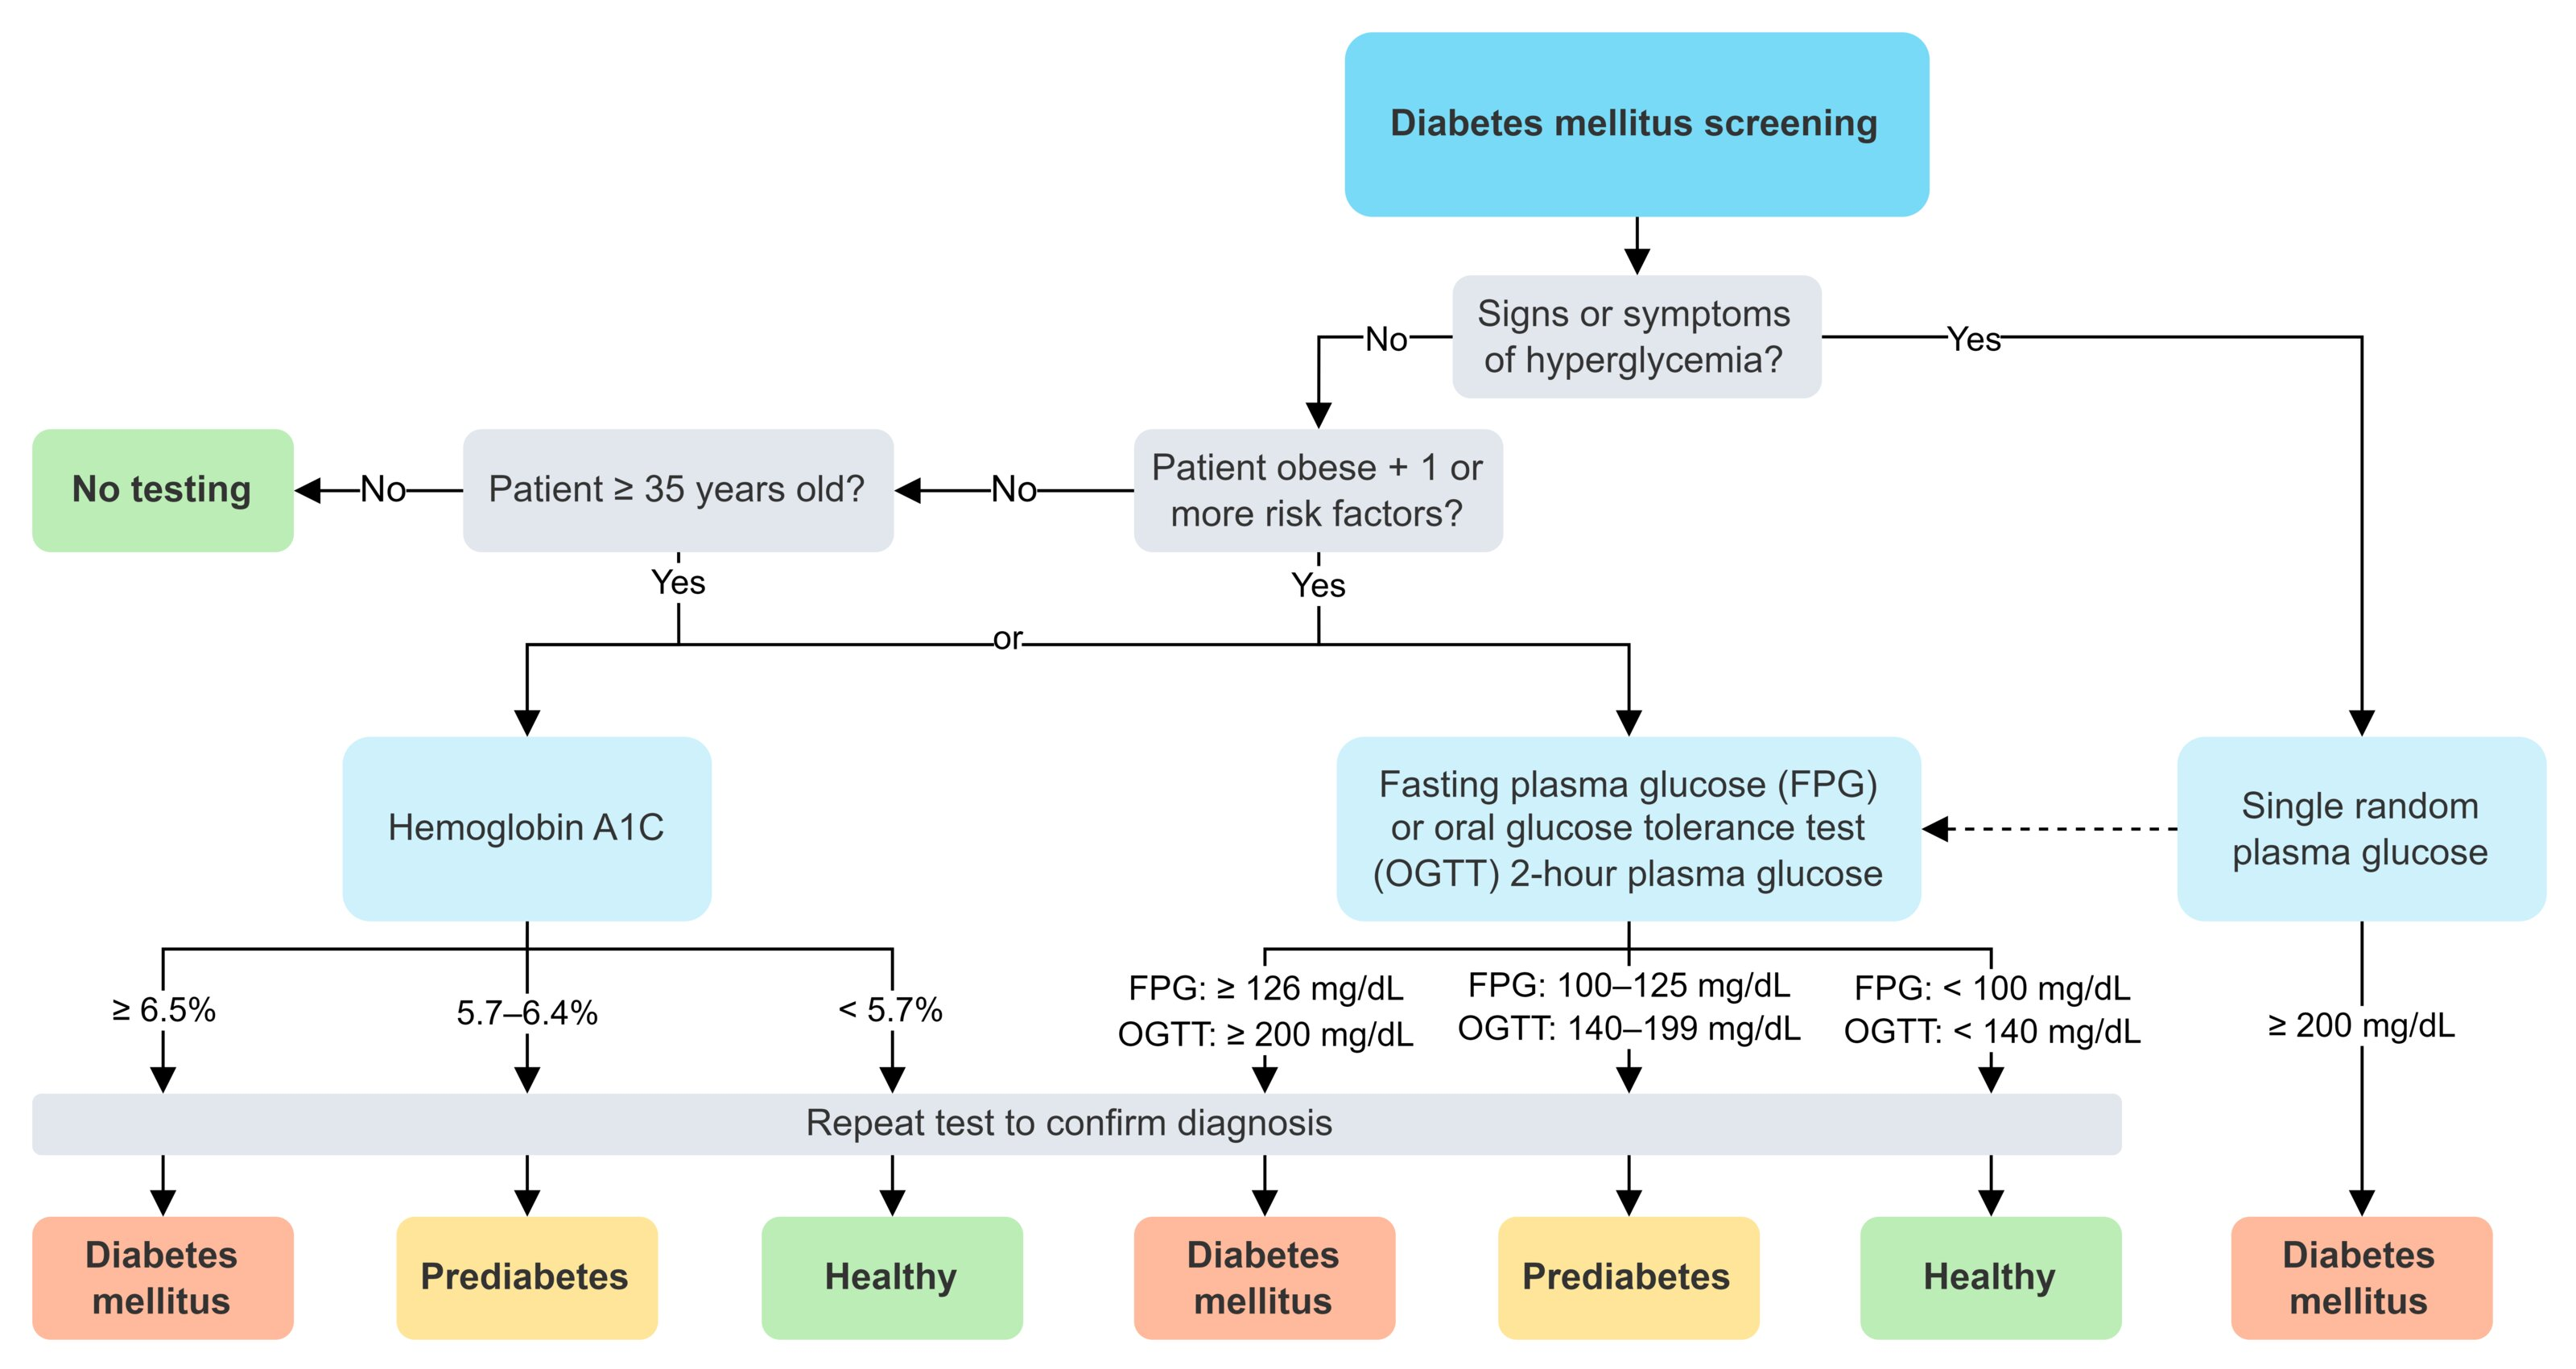 Diabetes mellitus screening
Signs or symptoms
of hyperglycemia?
No
Yes
No testing
No
Patient ≥ 35 years old?
No
Patient obese + 1 or
more risk factors?
Yes
Yes
or
Hemoglobin A1C
Fasting plasma glucose (FPG)
or oral glucose tolerance test
(OGTT) 2-hour plasma glucose
Single random
plasma glucose
≥ 6.5%
5.7–6.4%
< 5.7%
FPG: ≥ 126 mg/dL
OGTT: ≥ 200 mg/dL
FPG: 100–125 mg/dL
OGTT: 140–199 mg/dL
FPG: < 100 mg/dL
OGTT: < 140 mg/dL
≥ 200 mg/dL
Repeat test to confirm diagnosis
Diabetes
mellitus
Prediabetes
Healthy
Diabetes
mellitus
Prediabetes
Healthy
Diabetes
mellitus